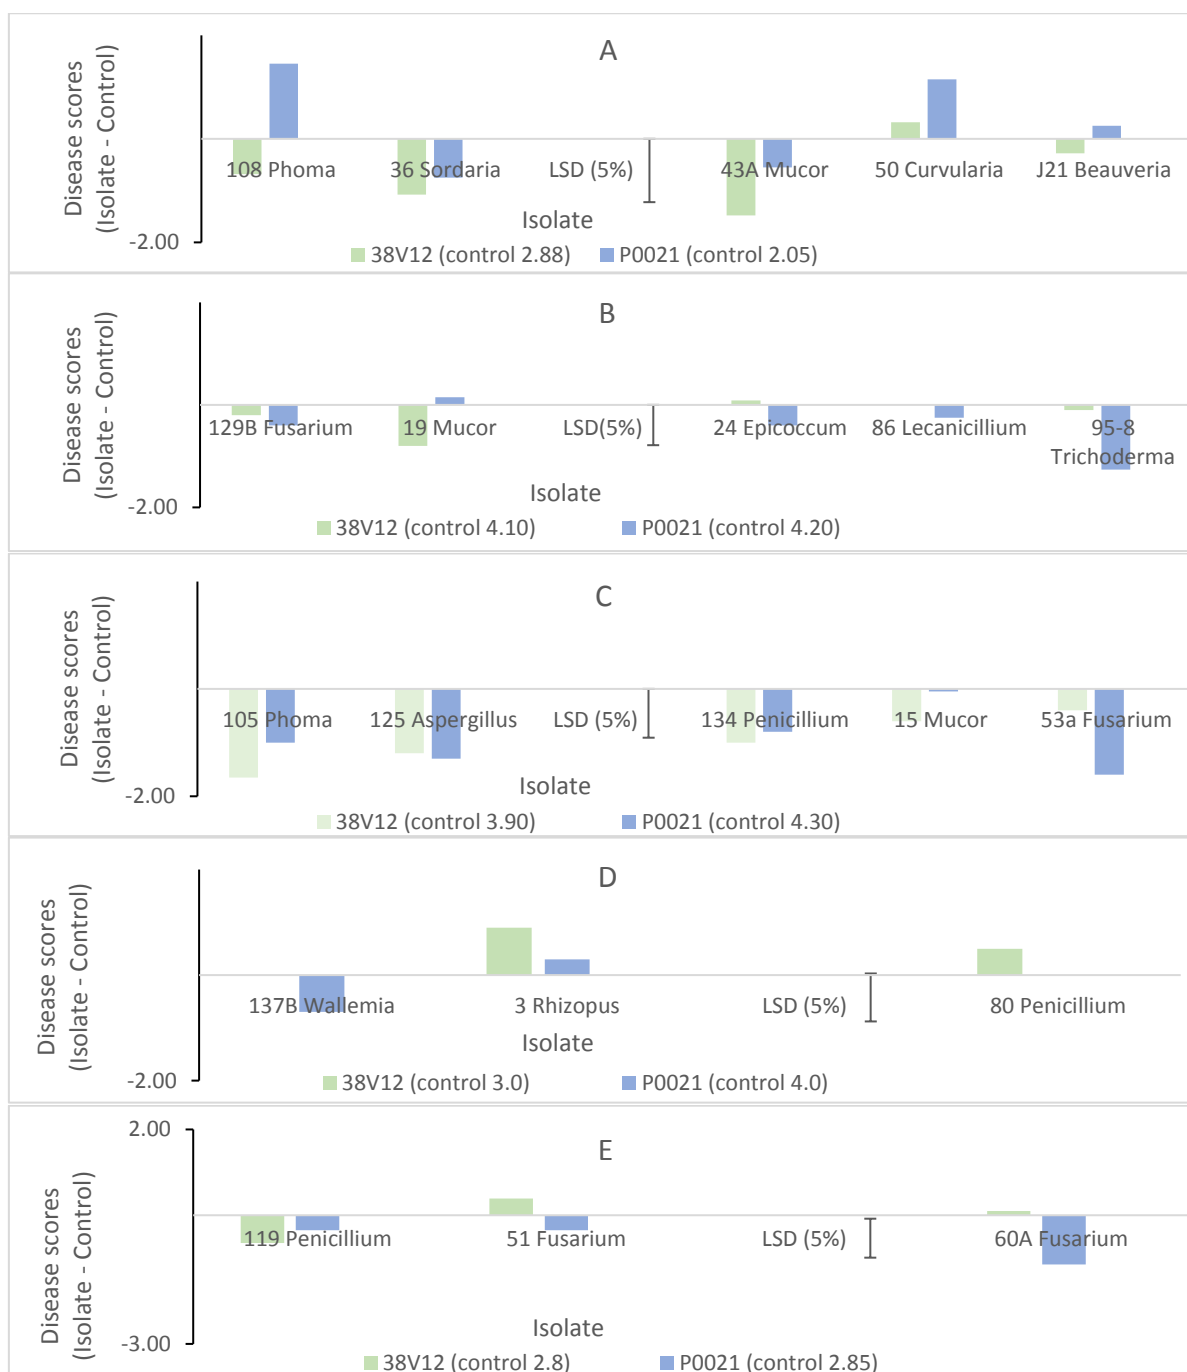 A
Disease scores
(Isolate - Control)
108 Phoma
36 Sordaria
LSD (5%)
43A Mucor
50 Curvularia
J21 Beauveria
Isolate
-2.00
38V12 (control 2.88)
P0021 (control 2.05)
B
Disease scores
(Isolate - Control)
129B Fusarium
19 Mucor
LSD(5%)
24 Epicoccum
86 Lecanicillium
95-8
Trichoderma
Isolate
-2.00
38V12 (control 4.10)
P0021 (control 4.20)
C
Disease scores
(Isolate - Control)
105 Phoma
125 Aspergillus
LSD (5%)
134 Penicillium
15 Mucor
53a Fusarium
Isolate
-2.00
38V12 (control 3.90)
P0021 (control 4.30)
D
Disease scores
(Isolate - Control)
137B Wallemia
3 Rhizopus
LSD (5%)
80 Penicillium
Isolate
-2.00
38V12 (control 3.0)
P0021 (control 4.0)
2.00
E
Disease scores
(Isolate - Control)
119 Penicillium
51 Fusarium
LSD (5%)
60A Fusarium
Isolate
-3.00
38V12 (control 2.8)
P0021 (control 2.85)